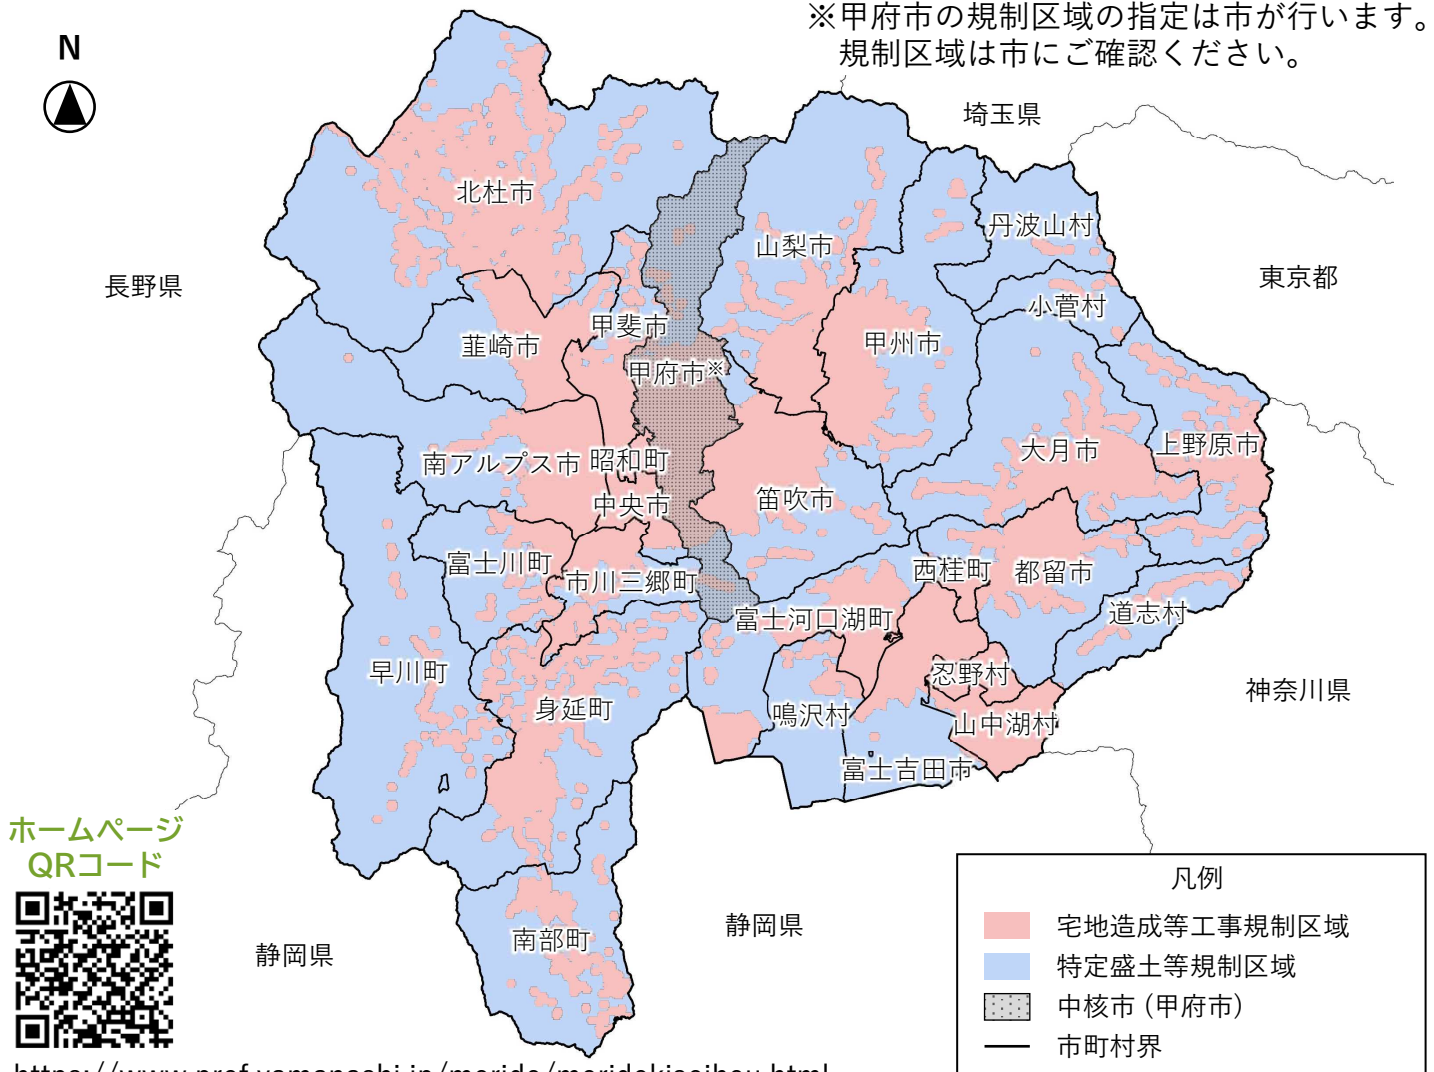 ※甲府市の規制区域の指定は市が行います。
規制区域は市にご確認ください。
N
埼玉県
北杜市
丹波山村
山梨市
東京都
長野県
小菅村
甲斐市
韮崎市
甲州市
甲府市※
大月市
上野原市
南アルプス市
昭和町
笛吹市
中央市
富士川町
市川三郷町
西桂町
都留市
道志村
富士河口湖町
早川町
忍野村
神奈川県
身延町
鳴沢村
山中湖村
富士吉田市
ホームページ
QRコード
静岡県
南部町
静岡県
凡例
宅地造成等工事規制区域
特定盛土等規制区域
中核市 (甲府市)
市町村界
https://www.pref.yamanashi.jp/morido/moridokiseihou.html